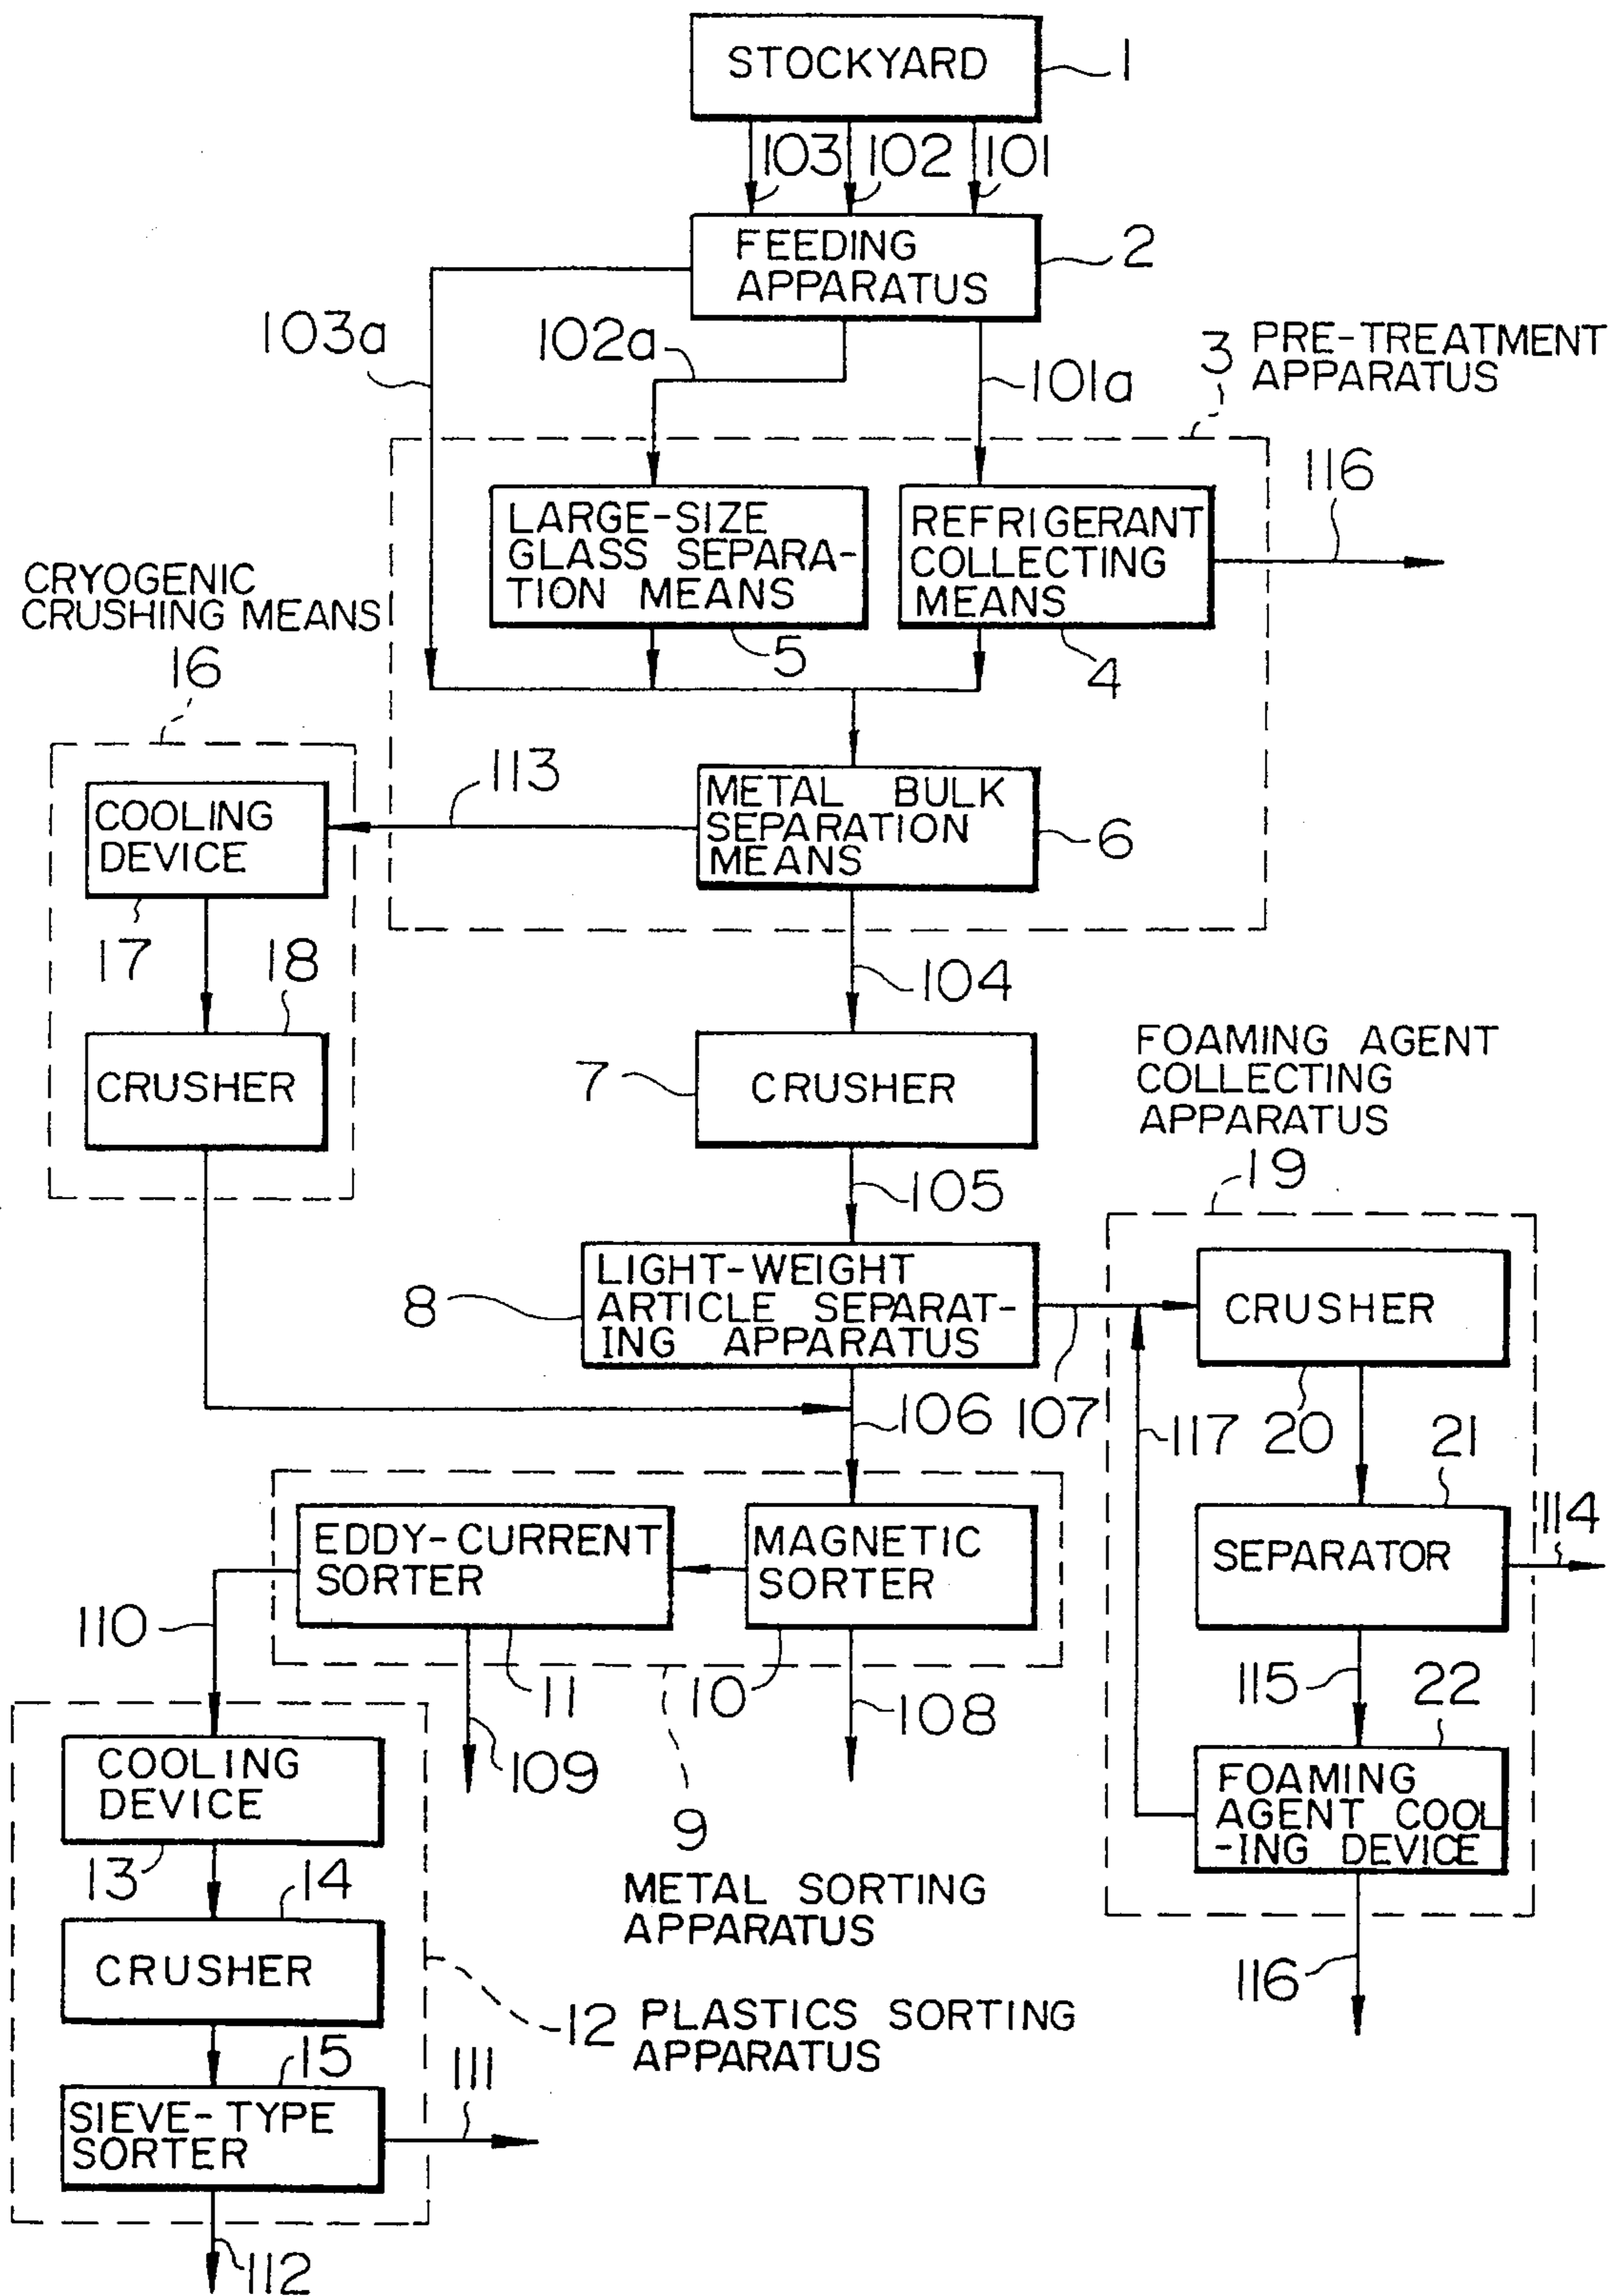 STOCKYARD
1
103
102
101
FEEDING
APPARATUS
2
103a
102a
101a
3
PRE-TREATMENT
APPARATUS
116
LARGE-SIZE
GLASS SEPARA-
TION MEANS
5
REFRIGERANT
COLLECTING
MEANS
4
CRYOGENIC
CRUSHING MEANS
16
113
METAL BULK
SEPARATION
MEANS
6
COOLING
DEVICE
17
18
CRUSHER
104
7
CRUSHER
105
FOAMING AGENT
COLLECTING
APPARATUS
19
8
LIGHT-WEIGHT
ARTICLE SEPARAT-
ING APPARATUS
107
CRUSHER
20
106
117
21
SEPARATOR
114
EDDY-CURRENT
SORTER
11
MAGNETIC
SORTER
10
110
109
108
9
METAL SORTING
APPARATUS
115
22
FOAMING
AGENT COOL
-ING DEVICE
116
COOLING
DEVICE
13
14
CRUSHER
12
PLASTICS SORTING
APPARATUS
15
SIEVE-TYPE
SORTER
111
112